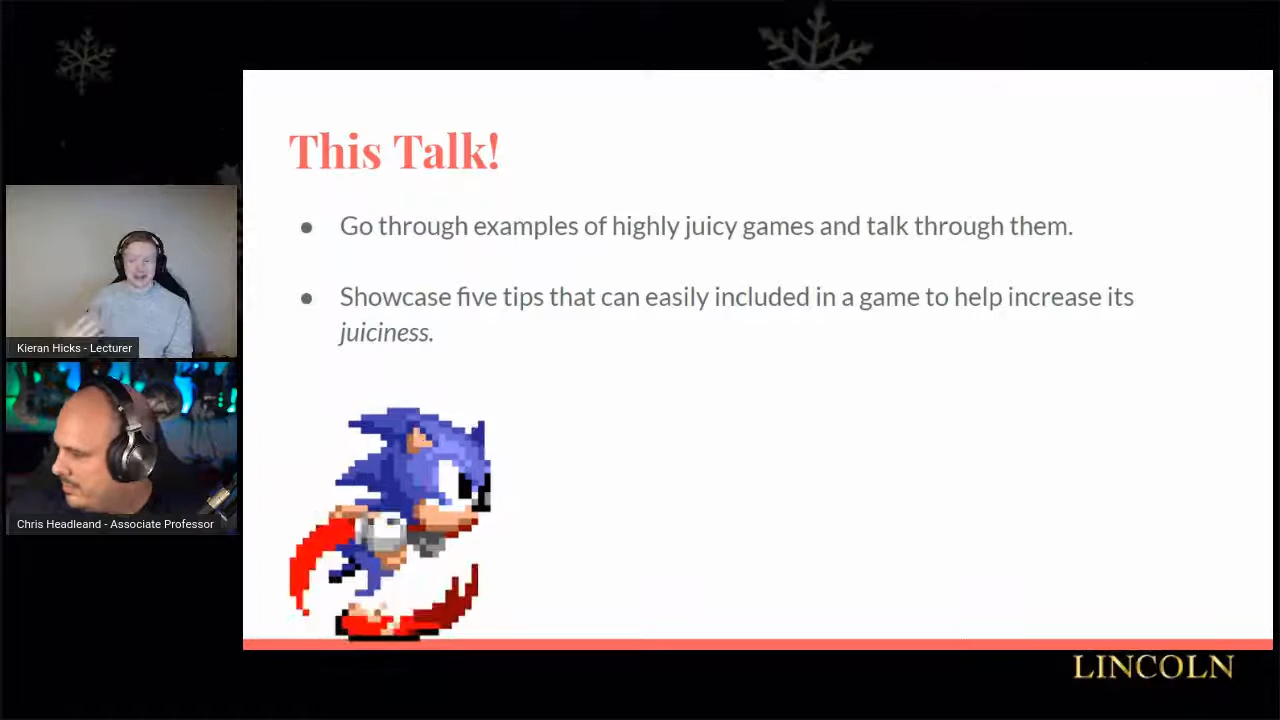 This Talk!
● Go through examples of highly juicy games and talk through them.
● Showcase five tips that can easily included in a game to help increase its
juiciness.
Kieran Hicks - Lecturer
Chris Headleand - Associate Professor
LINCOLN